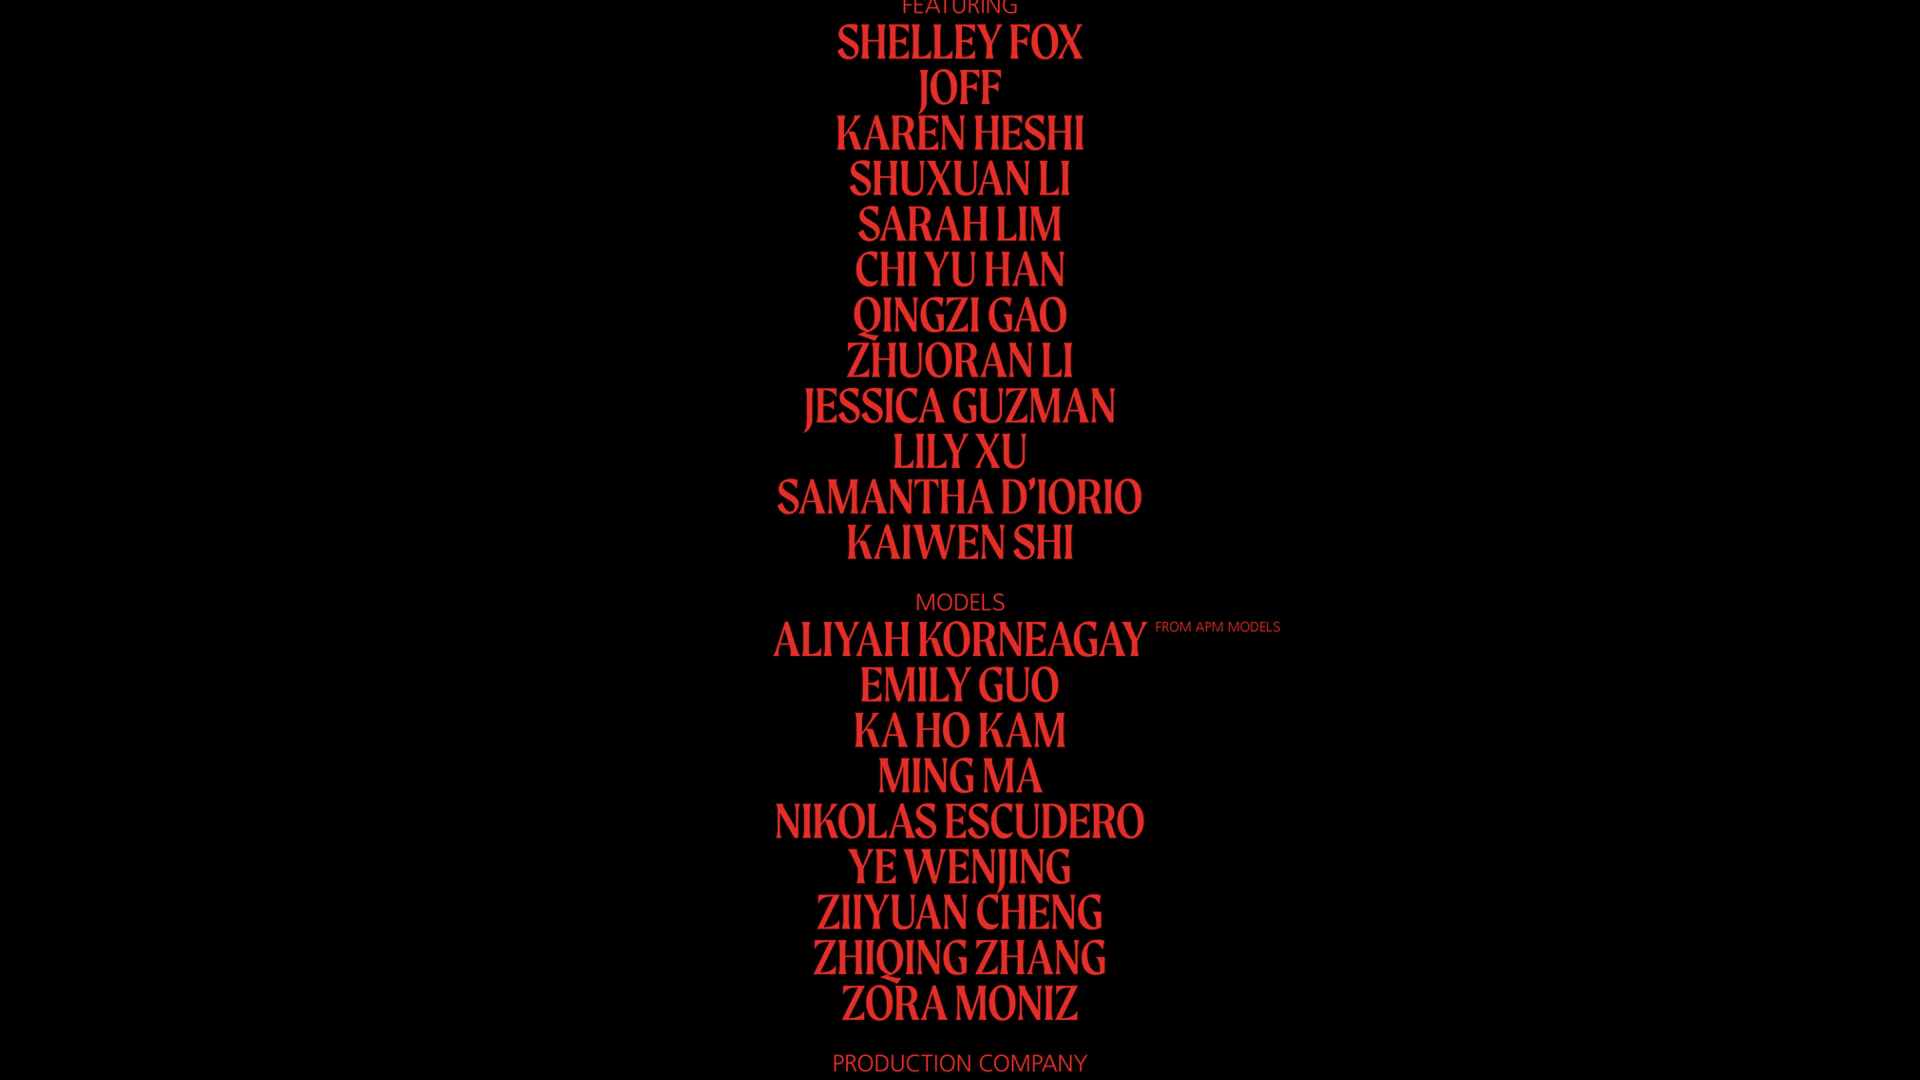 FEATURING
SHELLEY FOX
JOFF
KAREN HESHI
SHUXUAN LI
SARAH LIM
CHI YU HAN
QINGZI GAO
ZHUORAN LI
JESSICA GUZMAN
LILY XU
SAMANTHA D’IORIO
KAIWEN SHI
MODELS
ALIYAH KORNEAGAY FROM APM MODELS
EMILY GUO
KA HO KAM
MING MA
NIKOLAS ESCUDERO
YE WENJING
ZIIYUAN CHENG
ZHIQING ZHANG
ZORA MONIZ
PRODUCTION COMPANY